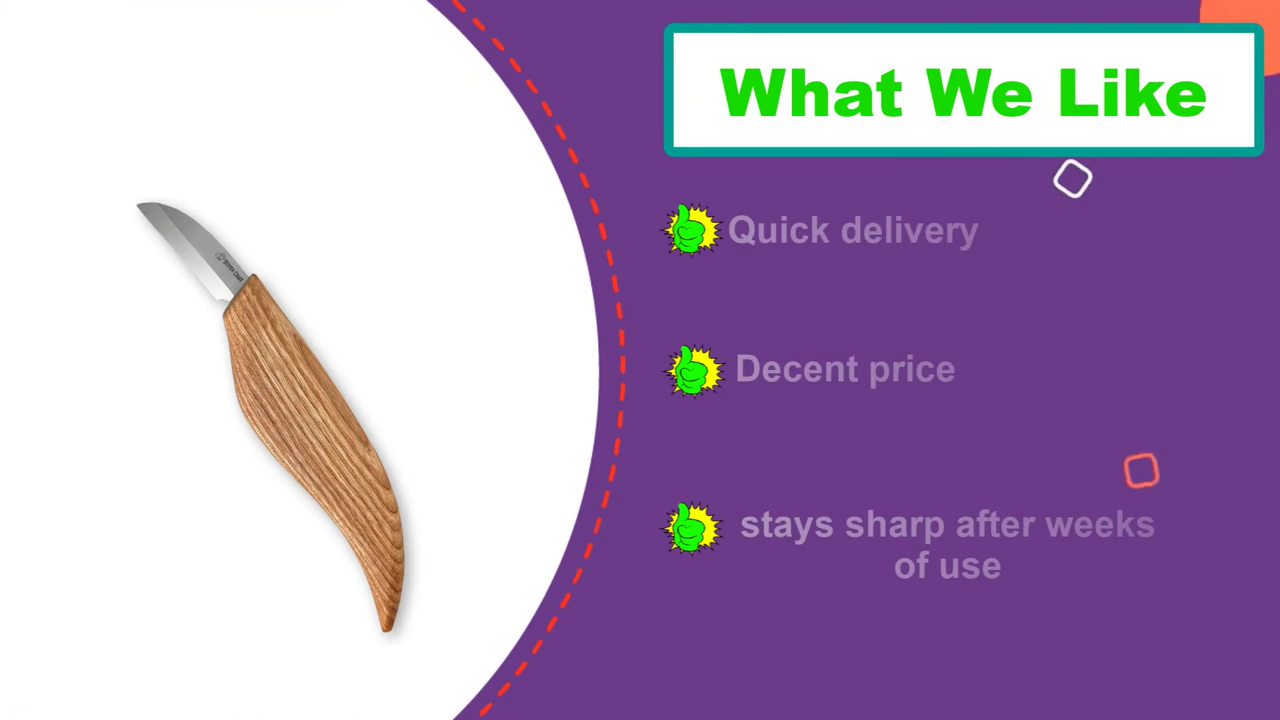 What We Like
Quick delivery
Decent price
stays sharp after weeks
of use